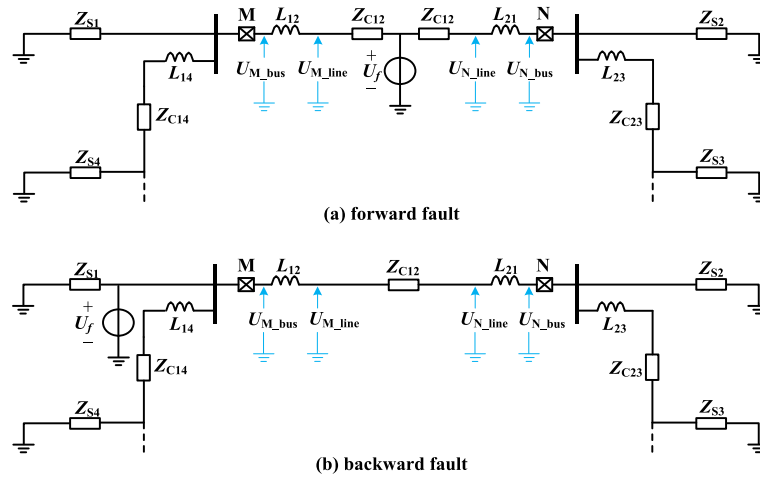 Z_S1 M L_12 Z_C12 Z_C12 L_21 N Z_S2
L_14 U_M_bus U_M_line + U_f − U_N_line U_N_bus L_23
Z_C14 Z_C23
Z_S4 Z_S3
(a) forward fault
Z_S1 M L_12 Z_C12 L_21 N Z_S2
+ U_f − L_14 U_M_bus U_M_line U_N_line U_N_bus L_23
Z_C14 Z_C23
Z_S4 Z_S3
(b) backward fault